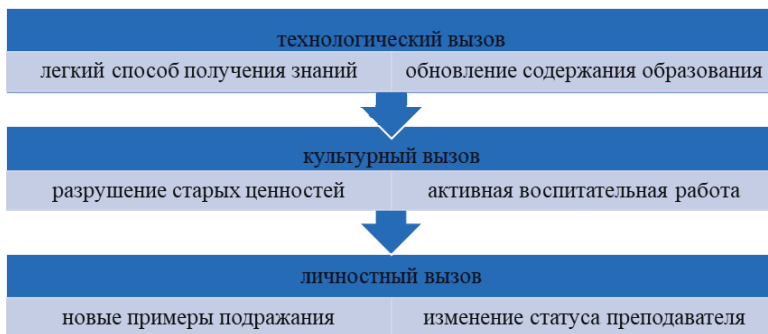 технологический вызов
легкий способ получения знаний обновление содержания образования
культурный вызов
разрушение старых ценностей активная воспитательная работа
личностный вызов
новые примеры подражания изменение статуса преподавателя